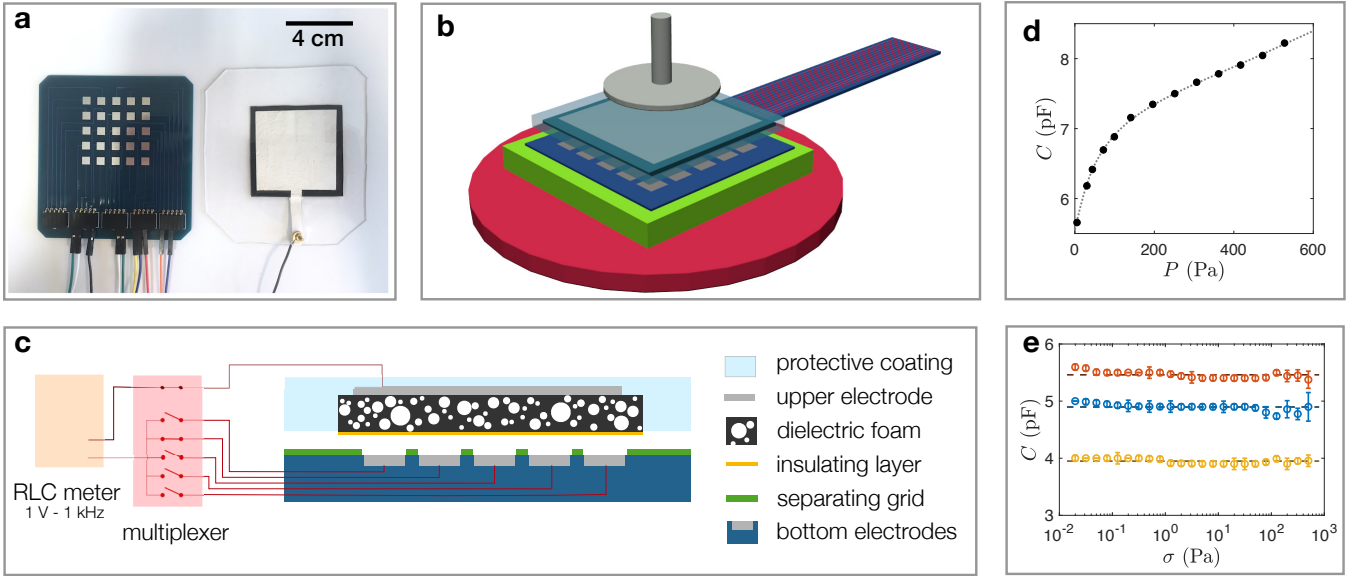 a
4 cm
b
c
RLC meter
1 V - 1 kHz
multiplexer
protective coating
upper electrode
dielectric foam
insulating layer
separating grid
bottom electrodes
d
8
7
6
C (pF)
0 200 400 600
P (Pa)
e
6
5
4
3
C (pF)
10⁻² 10⁻¹ 10⁰ 10¹ 10² 10³
σ (Pa)